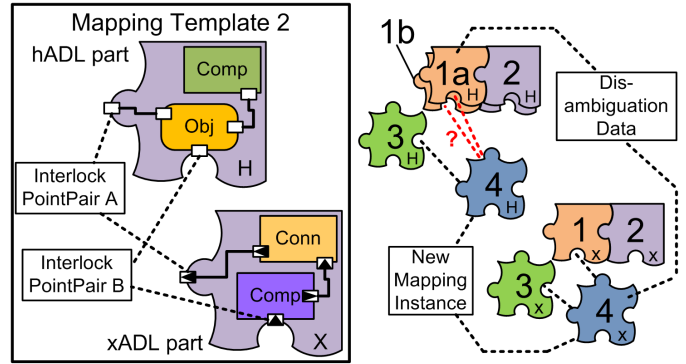 Mapping Template 2
hADL part
Comp
Obj
H
Interlock
PointPair A
Interlock
PointPair B
Conn
Comp
xADL part
X
1b
1a
H
2
H
3
H
?
4
H
Dis-
ambiguation
Data
New
Mapping
Instance
1
x
2
x
3
x
4
x